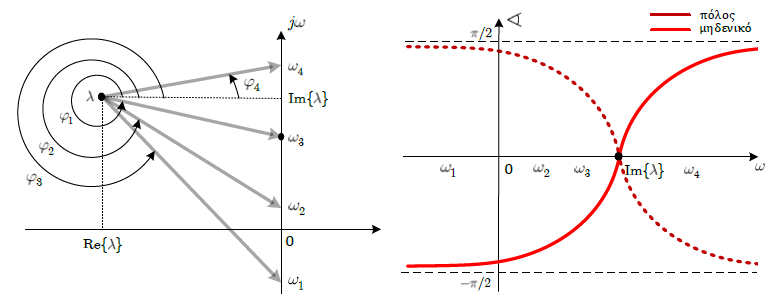 jω
ω₄
φ₄
λ
Im{λ}
φ₁
ω₃
φ₂
φ₃
ω₂
Re{λ}
0
ω₁
∢
π/2
πόλος
μηδενικό
ω₁
0
ω₂
ω₃
Im{λ}
ω₄
ω
−π/2